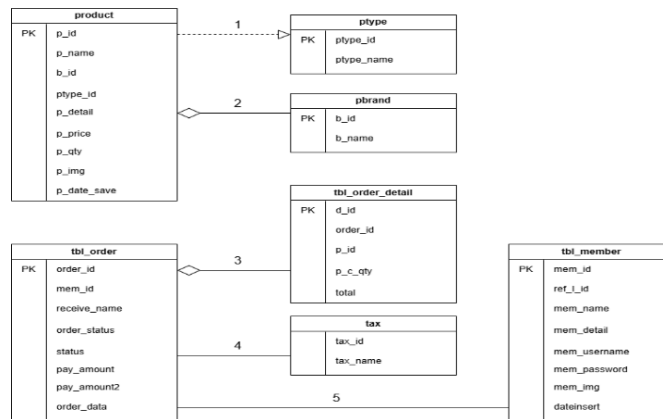 product
PK p_id
p_name
b_id
ptype_id
p_detail
p_price
p_qty
p_img
p_date_save
1
ptype
PK ptype_id
ptype_name
2
pbrand
PK b_id
b_name
tbl_order_detail
PK d_id
order_id
p_id
p_c_qty
total
tbl_order
PK order_id
mem_id
receive_name
order_status
status
pay_amount
pay_amount2
order_data
3
tax
tax_id
tax_name
4
5
tbl_member
PK mem_id
ref_l_id
mem_name
mem_detail
mem_username
mem_password
mem_img
dateinsert